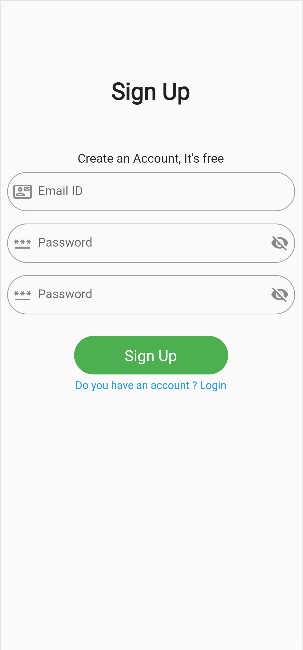 Sign Up
Create an Account, It's free
Email ID
Password
Password
Sign Up
Do you have an account ? Login